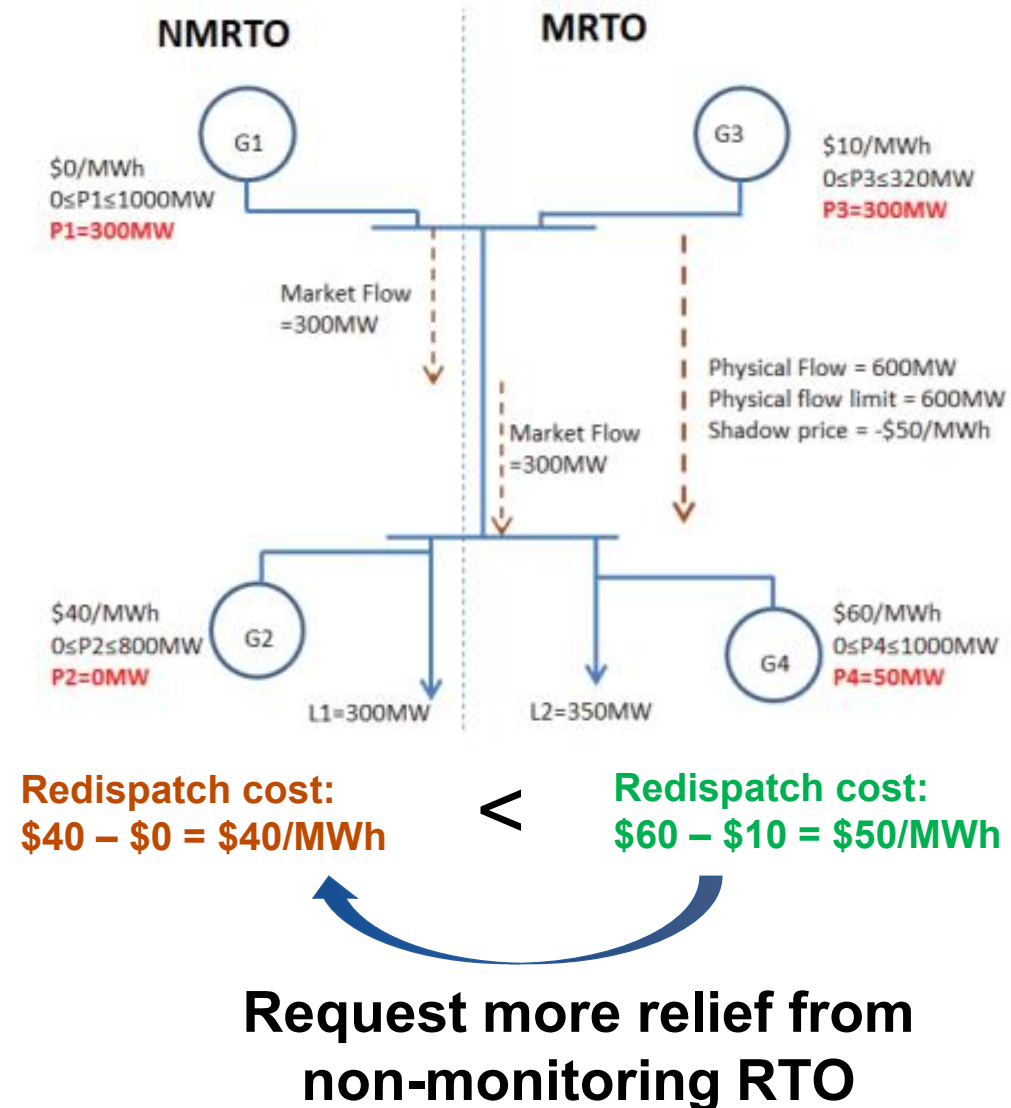 NMRTO
MRTO
G1
$0/MWh
0≤P1≤1000MW
P1=300MW
G3
$10/MWh
0≤P3≤320MW
P3=300MW
Market Flow
=300MW
Market Flow
=300MW
Physical Flow = 600MW
Physical flow limit = 600MW
Shadow price = -$50/MWh
$40/MWh
0≤P2≤800MW
P2=0MW
G2
L1=300MW
L2=350MW
G4
$60/MWh
0≤P4≤1000MW
P4=50MW
Redispatch cost:
$40 – $0 = $40/MWh
<
Redispatch cost:
$60 – $10 = $50/MWh
Request more relief from
non-monitoring RTO